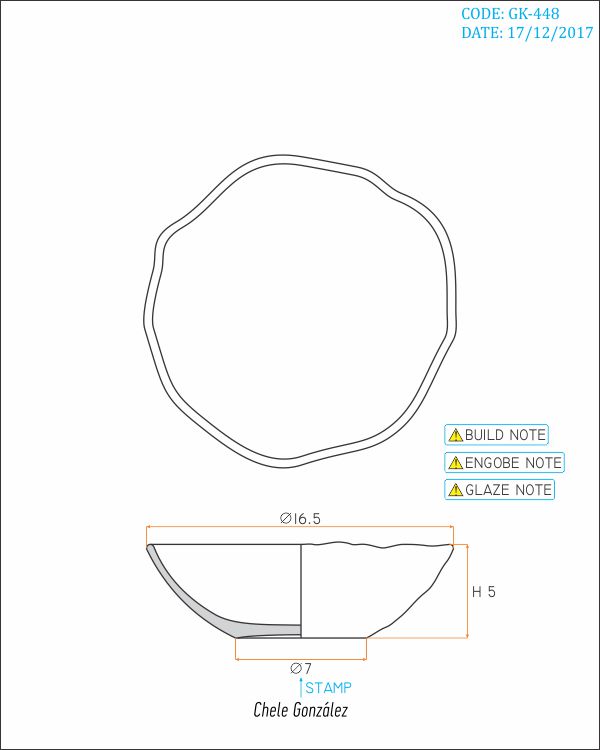 CODE: GK-448
DATE: 17/12/2017
BUILD NOTE
ENGOBE NOTE
GLAZE NOTE
Ø16.5
H 5
Ø7
STAMP
Chele González